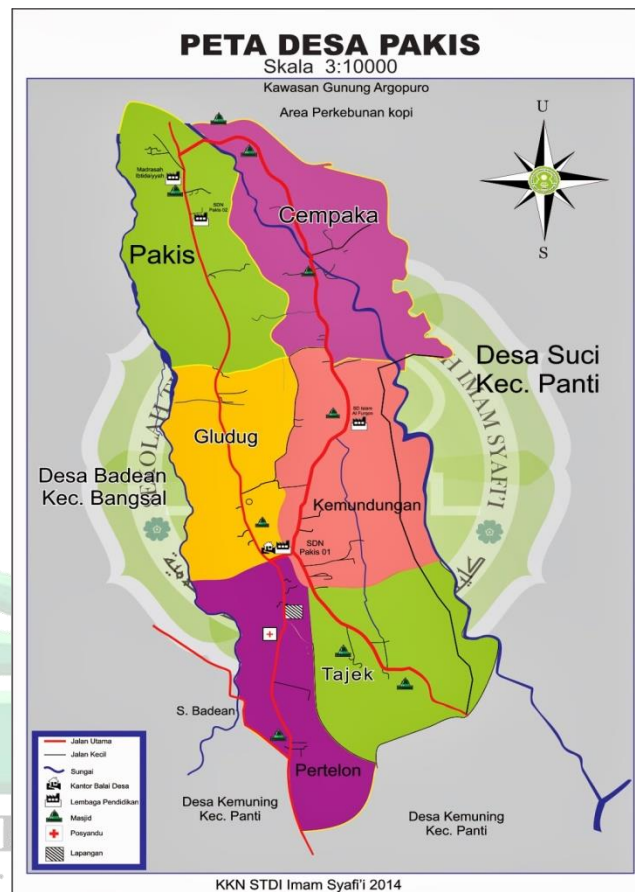 PETA DESA PAKIS
Skala 3:10000
Kawasan Gunung Argopuro
Area Perkebunan kopi
U
S
Madrasah
Ibtidaiyyah
SDN
Pakis 02
Pakis
Cempaka
Desa Suci
Kec. Panti
SD Islam
Al Furqon
Gludug
Desa Badean
Kec. Bangsal
Kemundungan
SDN
Pakis 01
Tajek
S. Badean
Pertelon
Desa Kemuning
Kec. Panti
Desa Kemuning
Kec. Panti
Jalan Utama
Jalan Kecil
Sungai
Kantor Balai Desa
Lembaga Pendidikan
Masjid
Posyandu
Lapangan
IMAM SYAFI'I
KKN STDI Imam Syafi'i 2014